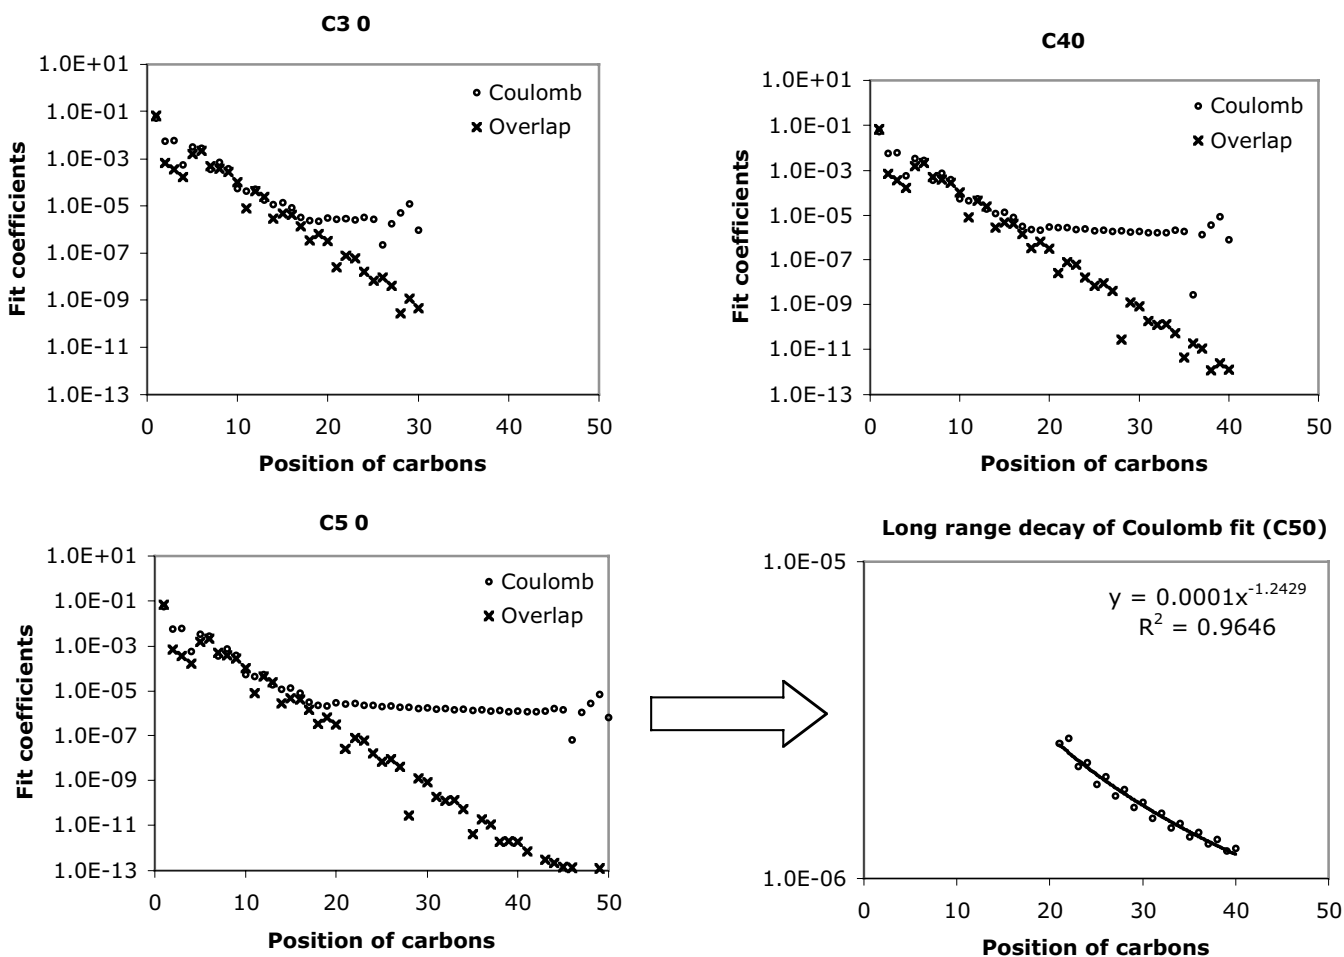 C3 0
1.0E+01
1.0E-01
1.0E-03
1.0E-05
1.0E-07
1.0E-09
1.0E-11
1.0E-13
Fit coefficients
Coulomb
Overlap
0 10 20 30 40 50
Position of carbons
C40
1.0E+01
1.0E-01
1.0E-03
1.0E-05
1.0E-07
1.0E-09
1.0E-11
1.0E-13
Fit coefficients
Coulomb
Overlap
0 10 20 30 40 50
Position of carbons
C5 0
1.0E+01
1.0E-01
1.0E-03
1.0E-05
1.0E-07
1.0E-09
1.0E-11
1.0E-13
Fit coefficients
Coulomb
Overlap
0 10 20 30 40 50
Position of carbons
Long range decay of Coulomb fit (C50)
1.0E-05
1.0E-06
y = 0.0001x^-1.2429
R^2 = 0.9646
0 10 20 30 40 50
Position of carbons